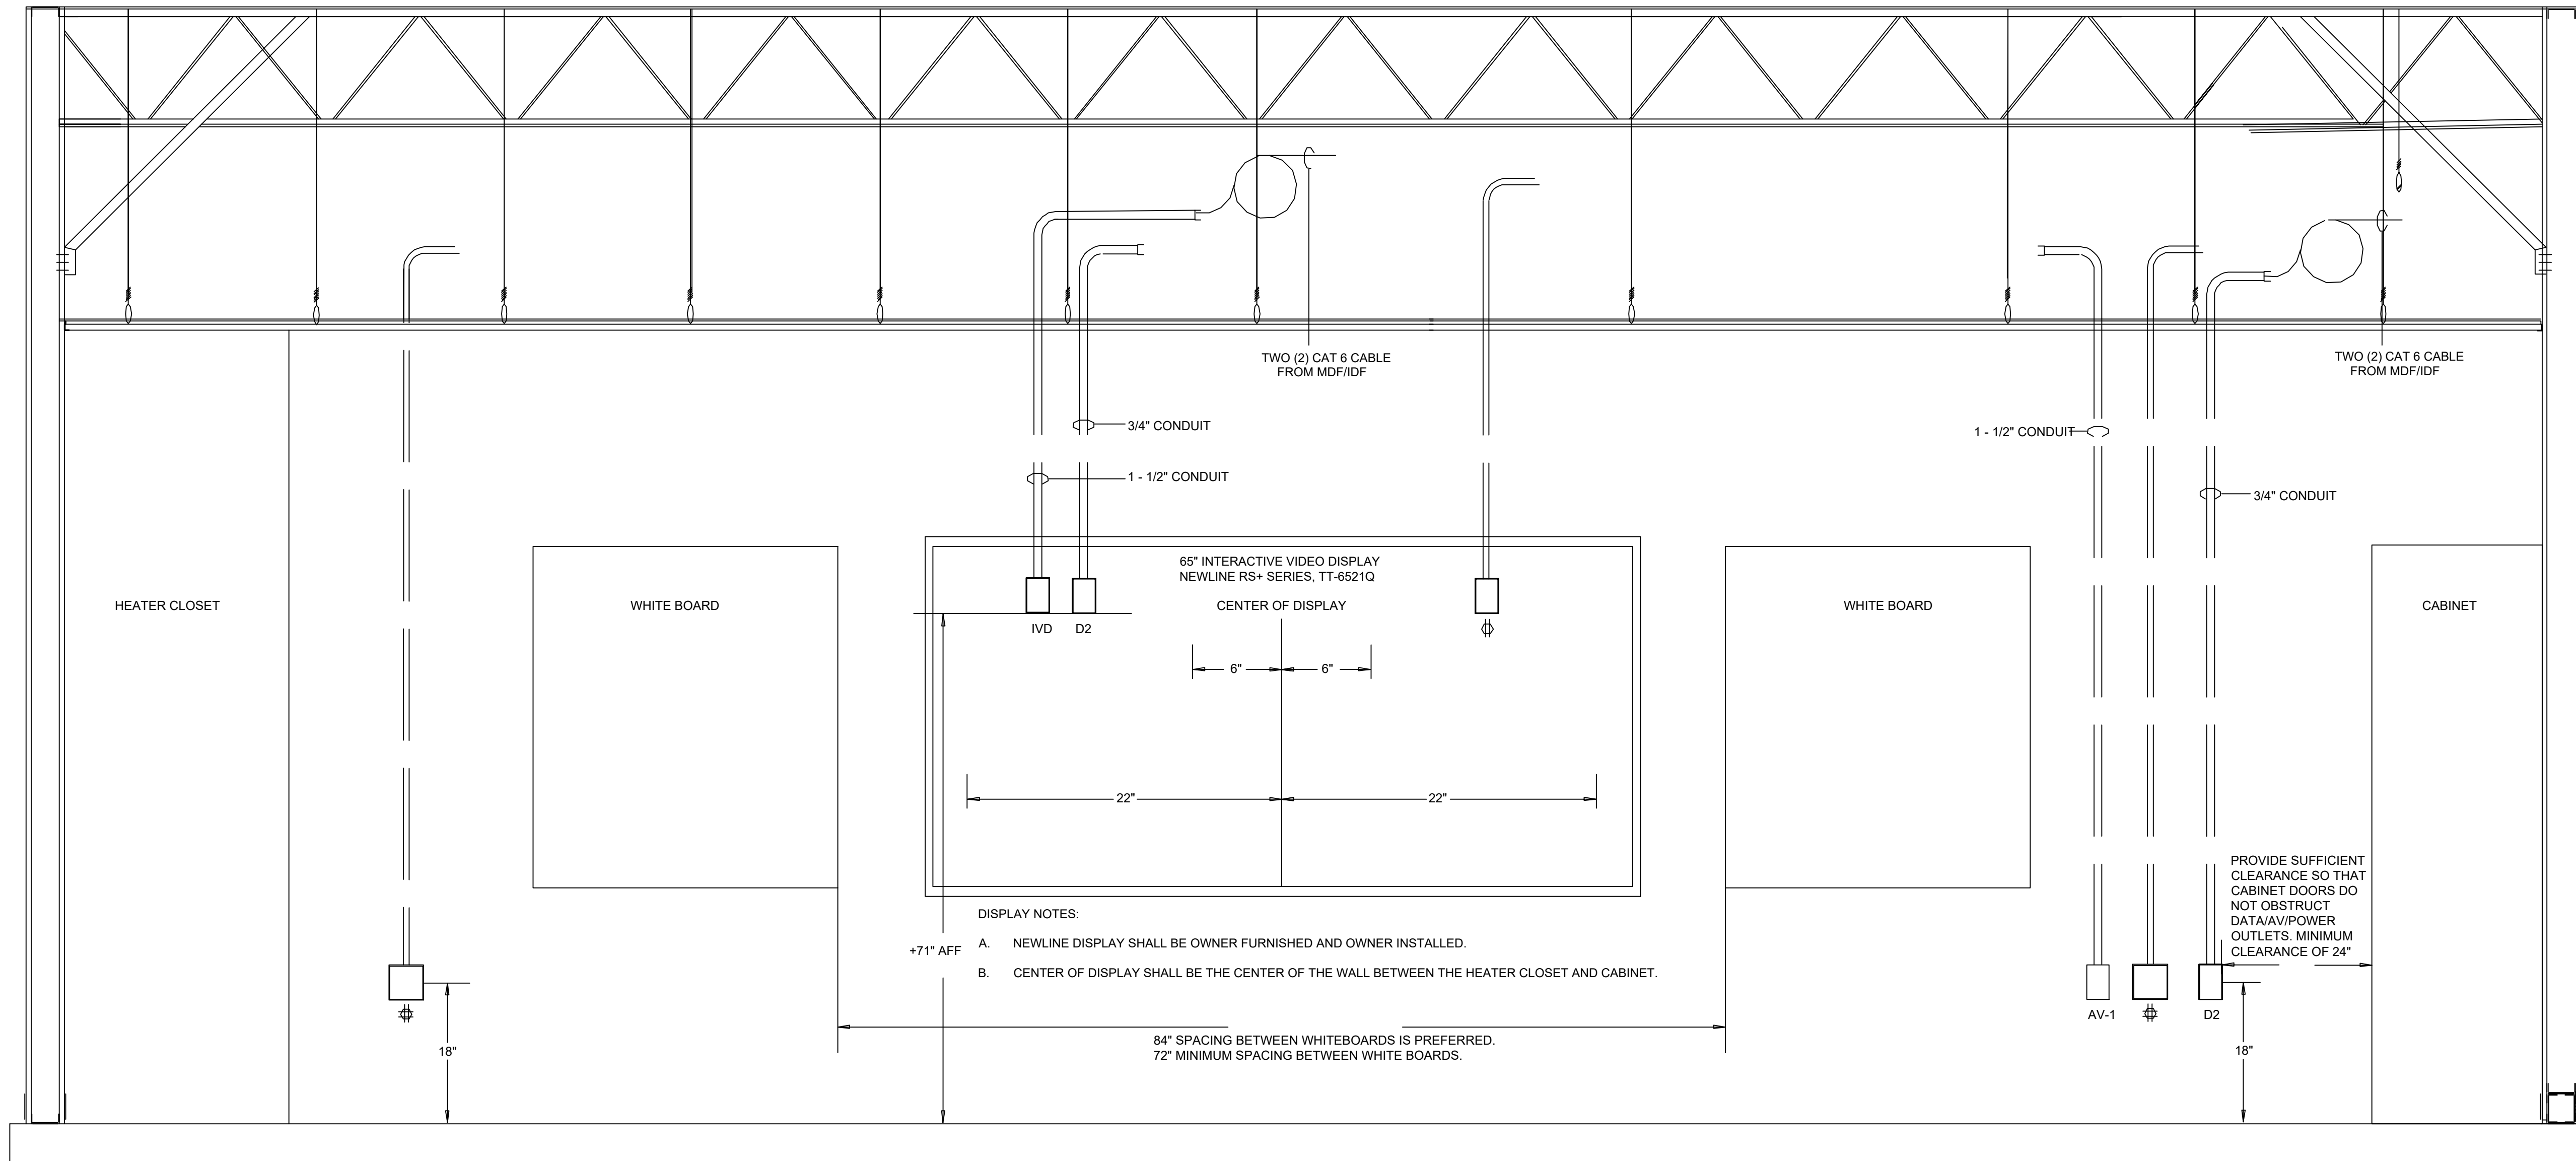 TWO (2) CAT 6 CABLE
FROM MDF/IDF
TWO (2) CAT 6 CABLE
FROM MDF/IDF
3/4" CONDUIT
1 - 1/2" CONDUIT
1 - 1/2" CONDUIT
3/4" CONDUIT
65" INTERACTIVE VIDEO DISPLAY
NEWLINE RS+ SERIES, TT-6521Q
HEATER CLOSET
WHITE BOARD
CENTER OF DISPLAY
WHITE BOARD
CABINET
IVD
D2
6"
6"
22"
22"
PROVIDE SUFFICIENT
CLEARANCE SO THAT
CABINET DOORS DO
NOT OBSTRUCT
DATA/AV/POWER
OUTLETS. MINIMUM
CLEARANCE OF 24"
DISPLAY NOTES:
+71" AFF
A. NEWLINE DISPLAY SHALL BE OWNER FURNISHED AND OWNER INSTALLED.
B. CENTER OF DISPLAY SHALL BE THE CENTER OF THE WALL BETWEEN THE HEATER CLOSET AND CABINET.
AV-1
D2
18"
84" SPACING BETWEEN WHITEBOARDS IS PREFERRED.
72" MINIMUM SPACING BETWEEN WHITE BOARDS.
18"